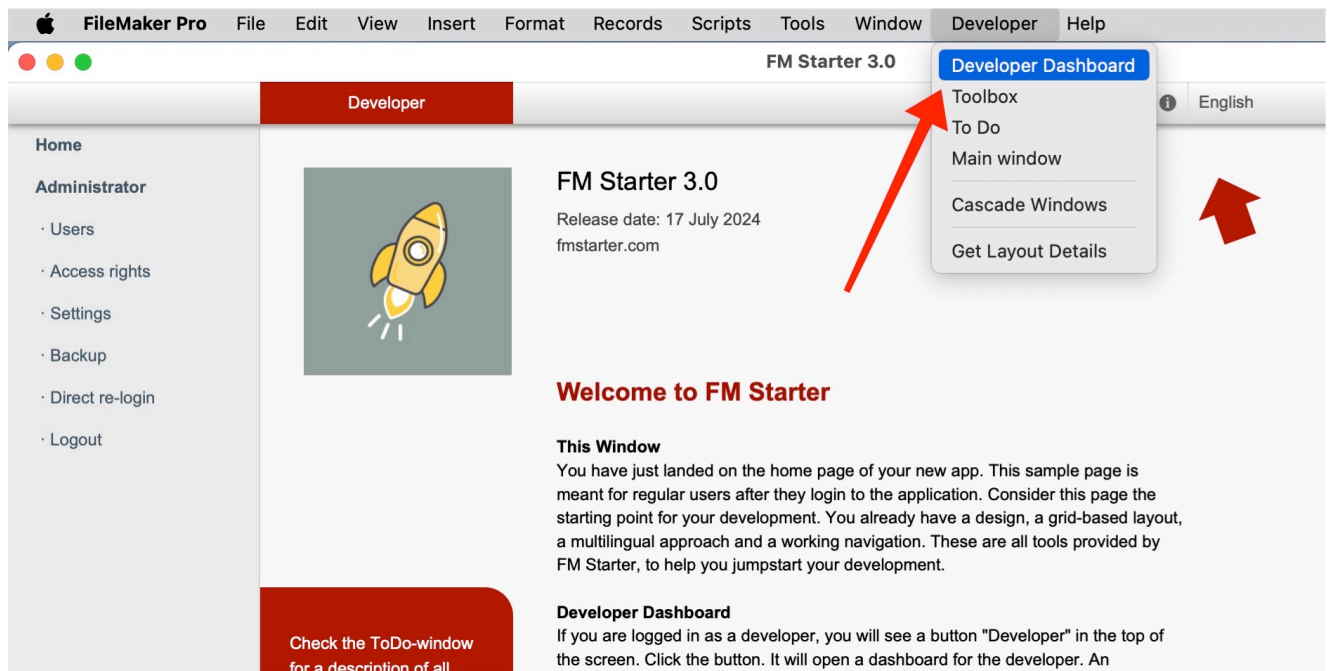 FileMaker Pro File Edit View Insert Format Records Scripts Tools Window Developer Help
FM Starter 3.0
Developer Dashboard
Toolbox
To Do
Main window
Cascade Windows
Get Layout Details
Developer
English
Home
Administrator
· Users
· Access rights
· Settings
· Backup
· Direct re-login
· Logout
FM Starter 3.0
Release date: 17 July 2024
fmstarter.com
Welcome to FM Starter
This Window
You have just landed on the home page of your new app. This sample page is
meant for regular users after they login to the application. Consider this page the
starting point for your development. You already have a design, a grid-based layout,
a multilingual approach and a working navigation. These are all tools provided by
FM Starter, to help you jumpstart your development.
Developer Dashboard
If you are logged in as a developer, you will see a button "Developer" in the top of
the screen. Click the button. It will open a dashboard for the developer. An
Check the ToDo-window
for a description of all